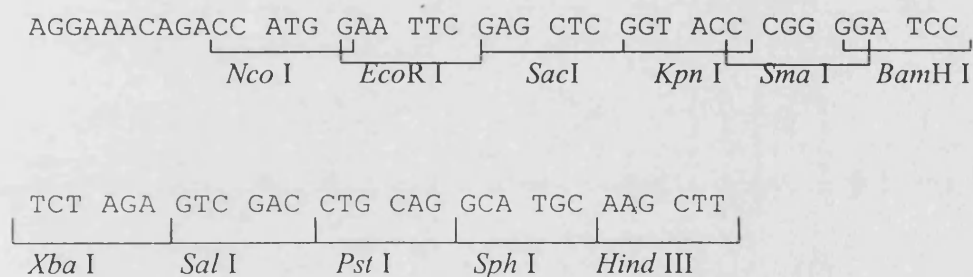 AGGAAACAGACC ATG GAA TTC GAG CTC GGT ACC CGG GGA TCC
Nco I EcoR I SacI Kpn I Sma I BamH I
TCT AGA GTC GAC CTG CAG GCA TGC AAG CTT
Xba I Sal I Pst I Sph I Hind III